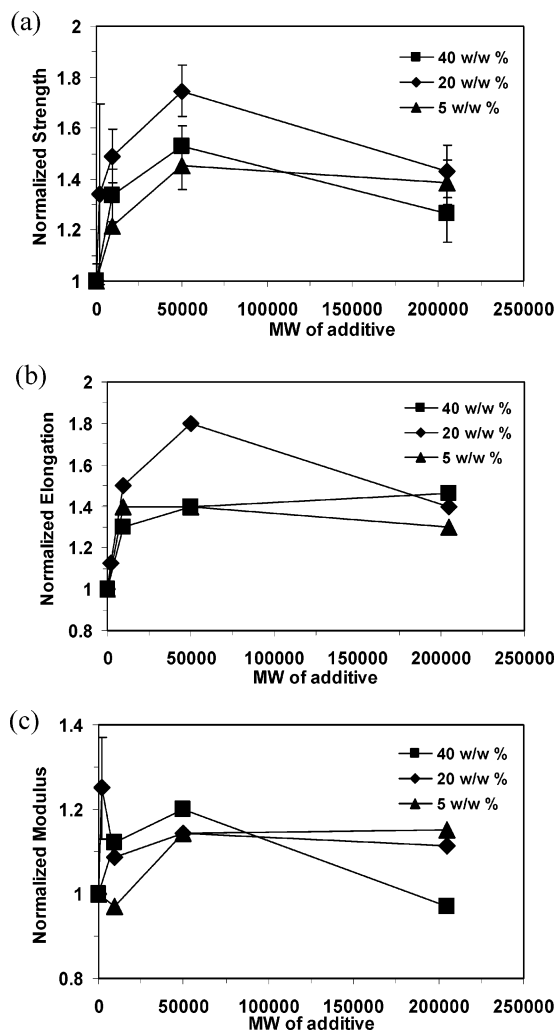 (a)
2
1.8
1.6
1.4
1.2
1
Normalized Strength
40 w/w %
20 w/w %
5 w/w %
0 50000 100000 150000 200000 250000
MW of additive
(b)
2
1.8
1.6
1.4
1.2
1
0.8
Normalized Elongation
40 w/w %
20 w/w %
5 w/w %
0 50000 100000 150000 200000 250000
MW of additive
(c)
1.4
1.2
1
0.8
Normalized Modulus
40 w/w %
20 w/w %
5 w/w %
0 50000 100000 150000 200000 250000
MW of additive